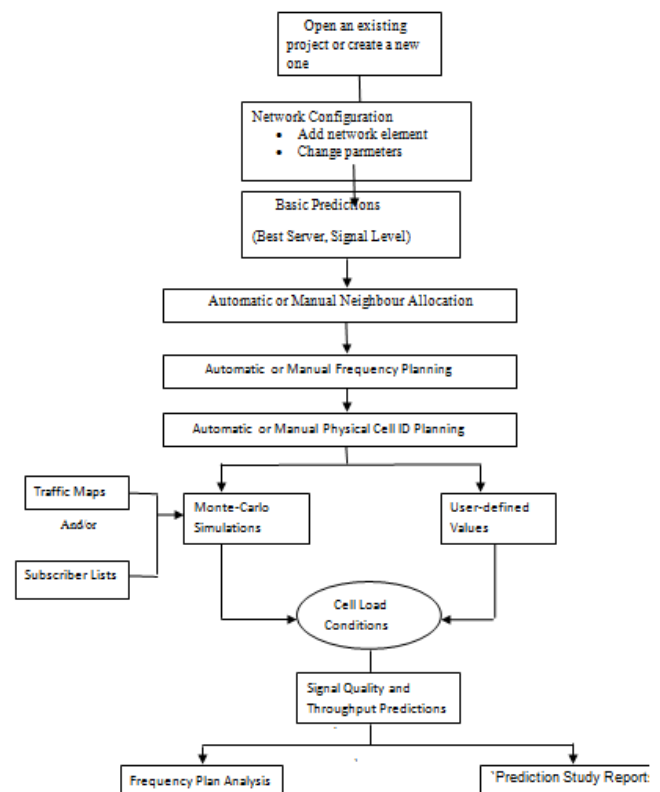 Open an existing
project or create a new
one
Network Configuration
• Add network element
• Change parmeters
Basic Predictions
(Best Server, Signal Level)
Automatic or Manual Neighbour Allocation
Automatic or Manual Frequency Planning
Automatic or Manual Physical Cell ID Planning
Traffic Maps
And/or
Subscriber Lists
Monte-Carlo
Simulations
User-defined
Values
Cell Load
Conditions
Signal Quality and
Throughput Predictions
Frequency Plan Analysis
`Prediction Study Reports